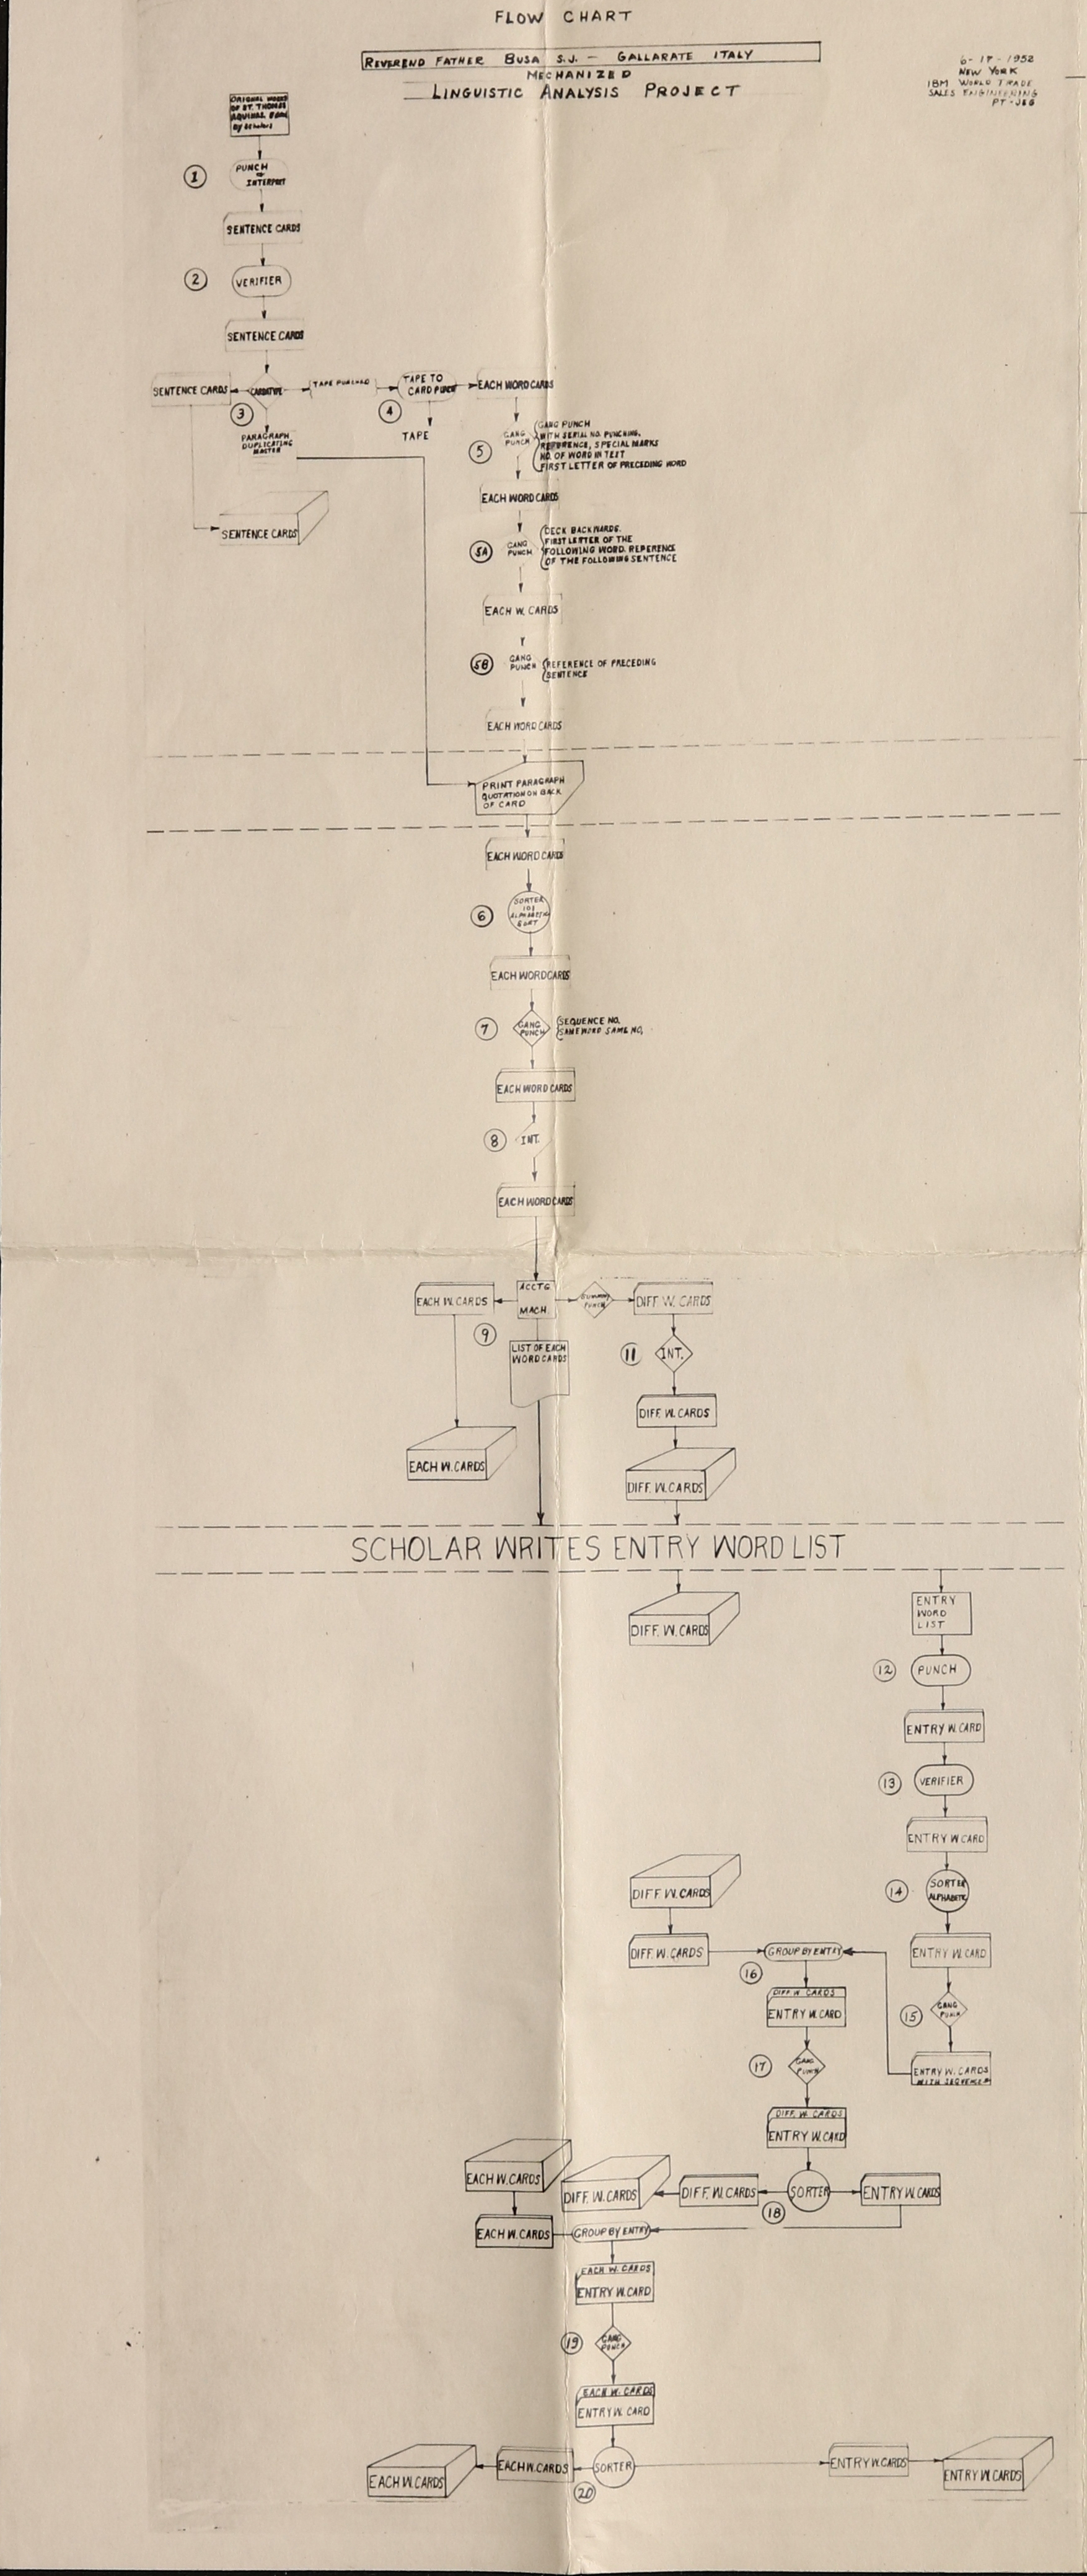 FLOW CHART
REVEREND FATHER BUSA S.J. — GALLARATE ITALY
MECHANIZED
LINGUISTIC ANALYSIS PROJECT
1952
NEW YORK
IBM WORLD TRADE
SALES ENGINEERING
ORIGINAL WORKS
OF ST. THOMAS
by Scholars
1
PUNCH
INTERPRET
SENTENCE CARDS
2
VERIFIER
SENTENCE CARDS
SENTENCE CARDS
CARDATYPE
TAPE PUNCHED
TAPE TO
CARD PUNCH
EACH WORD CARDS
3
4
PARAGRAPH
DUPLICATING
MASTER
TAPE
5
GANG
PUNCH
GANG PUNCH
WITH SERIAL NO. PUNCHING,
REFERENCE, SPECIAL MARKS
NO. OF WORD IN TEXT
FIRST LETTER OF PRECEDING WORD
EACH WORD CARDS
SENTENCE CARDS
5A
GANG
PUNCH
DECK BACKWARDS.
FIRST LETTER OF THE
FOLLOWING WORD. REFERENCE
OF THE FOLLOWING SENTENCE
EACH W. CARDS
5B
GANG
PUNCH
REFERENCE OF PRECEDING
SENTENCE
EACH WORD CARDS
PRINT PARAGRAPH
QUOTATION ON BACK
OF CARD
EACH WORD CARDS
6
SORTER
101
ALPHABETIC
SORT
EACH WORDCARDS
7
GANG
PUNCH
SEQUENCE NO.
SAME WORD SAME NO.
EACH WORD CARDS
8
INT.
EACH WORD CARDS
EACH W. CARDS
ACCTG.
MACH.
SUMMARY
PUNCH
DIFF. W. CARDS
9
LIST OF EACH
WORD CARDS
11
INT.
DIFF. W. CARDS
EACH W. CARDS
DIFF. W. CARDS
SCHOLAR WRITES ENTRY WORD LIST
DIFF. W. CARDS
ENTRY
WORD
LIST
12
PUNCH
ENTRY W. CARD
13
VERIFIER
ENTRY W CARD
14
SORTER
ALPHABETIC
DIFF. W. CARDS
DIFF. W. CARDS
GROUP BY ENTRY
ENTRY W. CARD
16
DIFF. W. CARDS
ENTRY W. CARD
15
GANG
PUNCH
17
GANG
PUNCH
ENTRY W. CARDS
WITH SEQUENCE #
DIFF. W. CARDS
ENTRY W. CARD
EACH W. CARDS
DIFF. W. CARDS
DIFF. W. CARDS
SORTER
ENTRY W. CARDS
18
EACH W. CARDS
GROUP BY ENTRY
EACH W. CARDS
ENTRY W. CARD
19
GANG
PUNCH
EACH W. CARDS
ENTRY W. CARD
EACH W. CARDS
EACH W. CARDS
SORTER
ENTRY W. CARDS
ENTRY W. CARDS
20